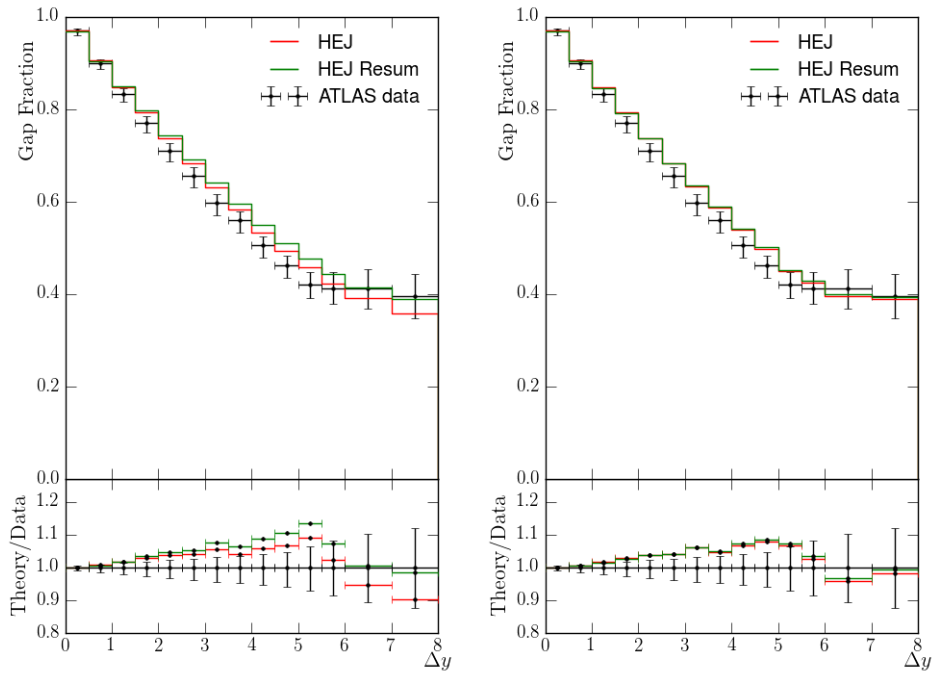 1.0
0.8
0.6
0.4
0.2
0.0
Gap Fraction
HEJ
HEJ Resum
ATLAS data
1.2
1.1
1.0
0.9
0.8
Theory/Data
0 1 2 3 4 5 6 7 8
Δy
1.0
0.8
0.6
0.4
0.2
0.0
Gap Fraction
HEJ
HEJ Resum
ATLAS data
1.2
1.1
1.0
0.9
0.8
Theory/Data
0 1 2 3 4 5 6 7 8
Δy